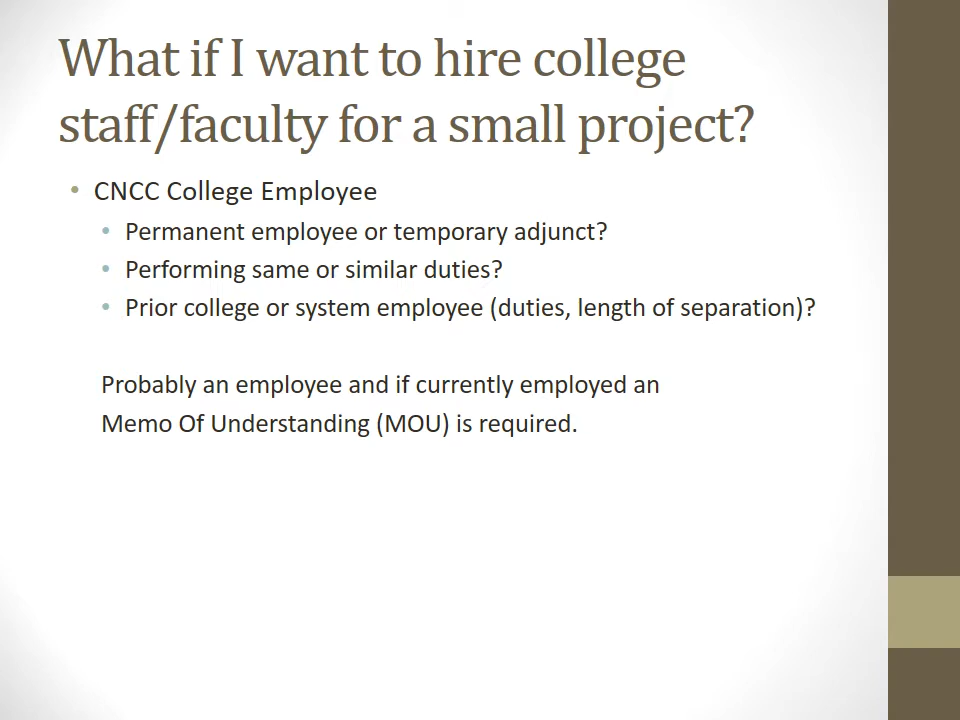 What if I want to hire college
staff/faculty for a small project?
• CNCC College Employee
• Permanent employee or temporary adjunct?
• Performing same or similar duties?
• Prior college or system employee (duties, length of separation)?
Probably an employee and if currently employed an
Memo Of Understanding (MOU) is required.